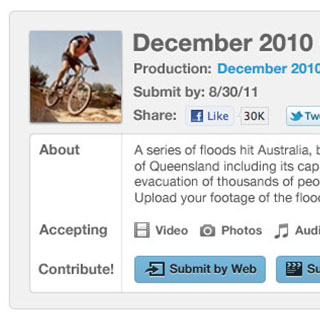 December 2010
Production: December 2010
Submit by: 8/30/11
Share: Like 30K
About
A series of floods hit Australia,
of Queensland including its cap
evacuation of thousands of peo
Upload your footage of the floo
Accepting
Video Photos Audi
Contribute!
Submit by Web Su